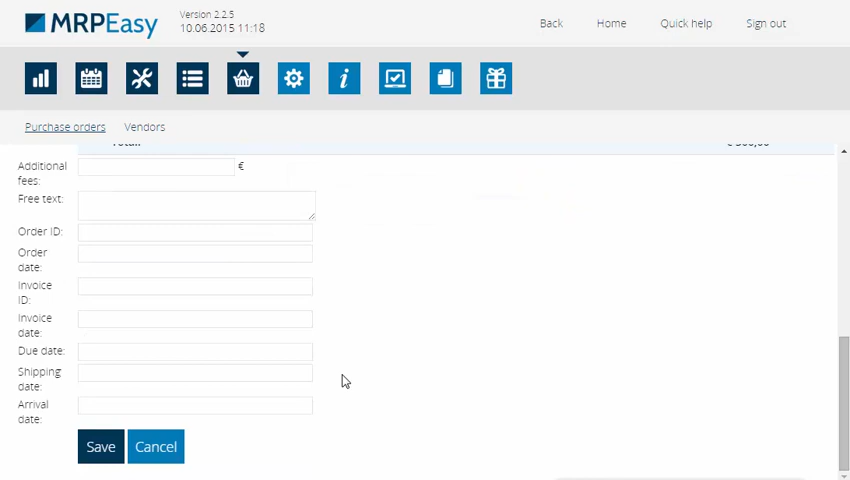 MRPEasy
Version 2.2.5
10.06.2015 11:18
Back Home Quick help Sign out
Purchase orders Vendors
Additional fees: €
Free text:
Order ID:
Order date:
Invoice ID:
Invoice date:
Due date:
Shipping date:
Arrival date:
Save Cancel